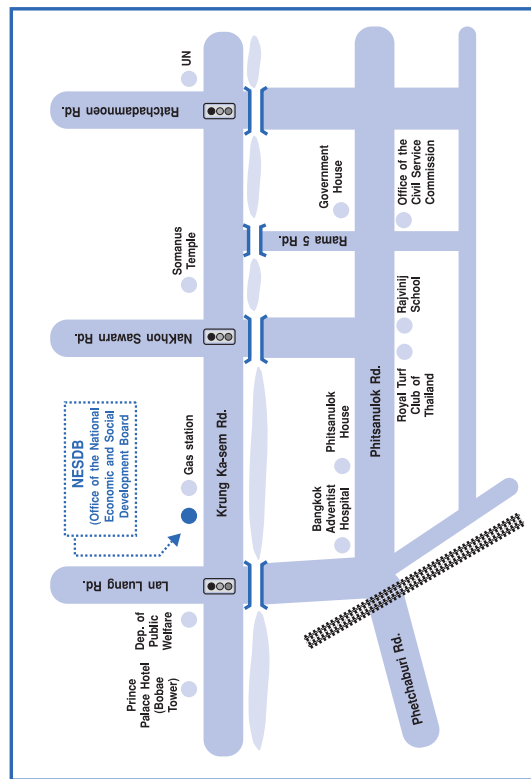 UN
Ratchadamnoen Rd.
Government
House
Office of the
Civil Service
Commission
Somanus
Temple
Rama 5 Rd.
NaKhon Sawarn Rd.
Rajvinij
School
Royal Turf
Club of
Thailand
Phitsanulok Rd.
Krung Ka-sem Rd.
NESDB
(Office of the National
Economic and Social
Development Board
Gas station
Phitsanulok
House
Bangkok
Adventist
Hospital
Lan Luang Rd.
Dep. of
Public
Welfare
Prince
Palace Hotel
(Bobae
Tower)
Phetchaburi Rd.